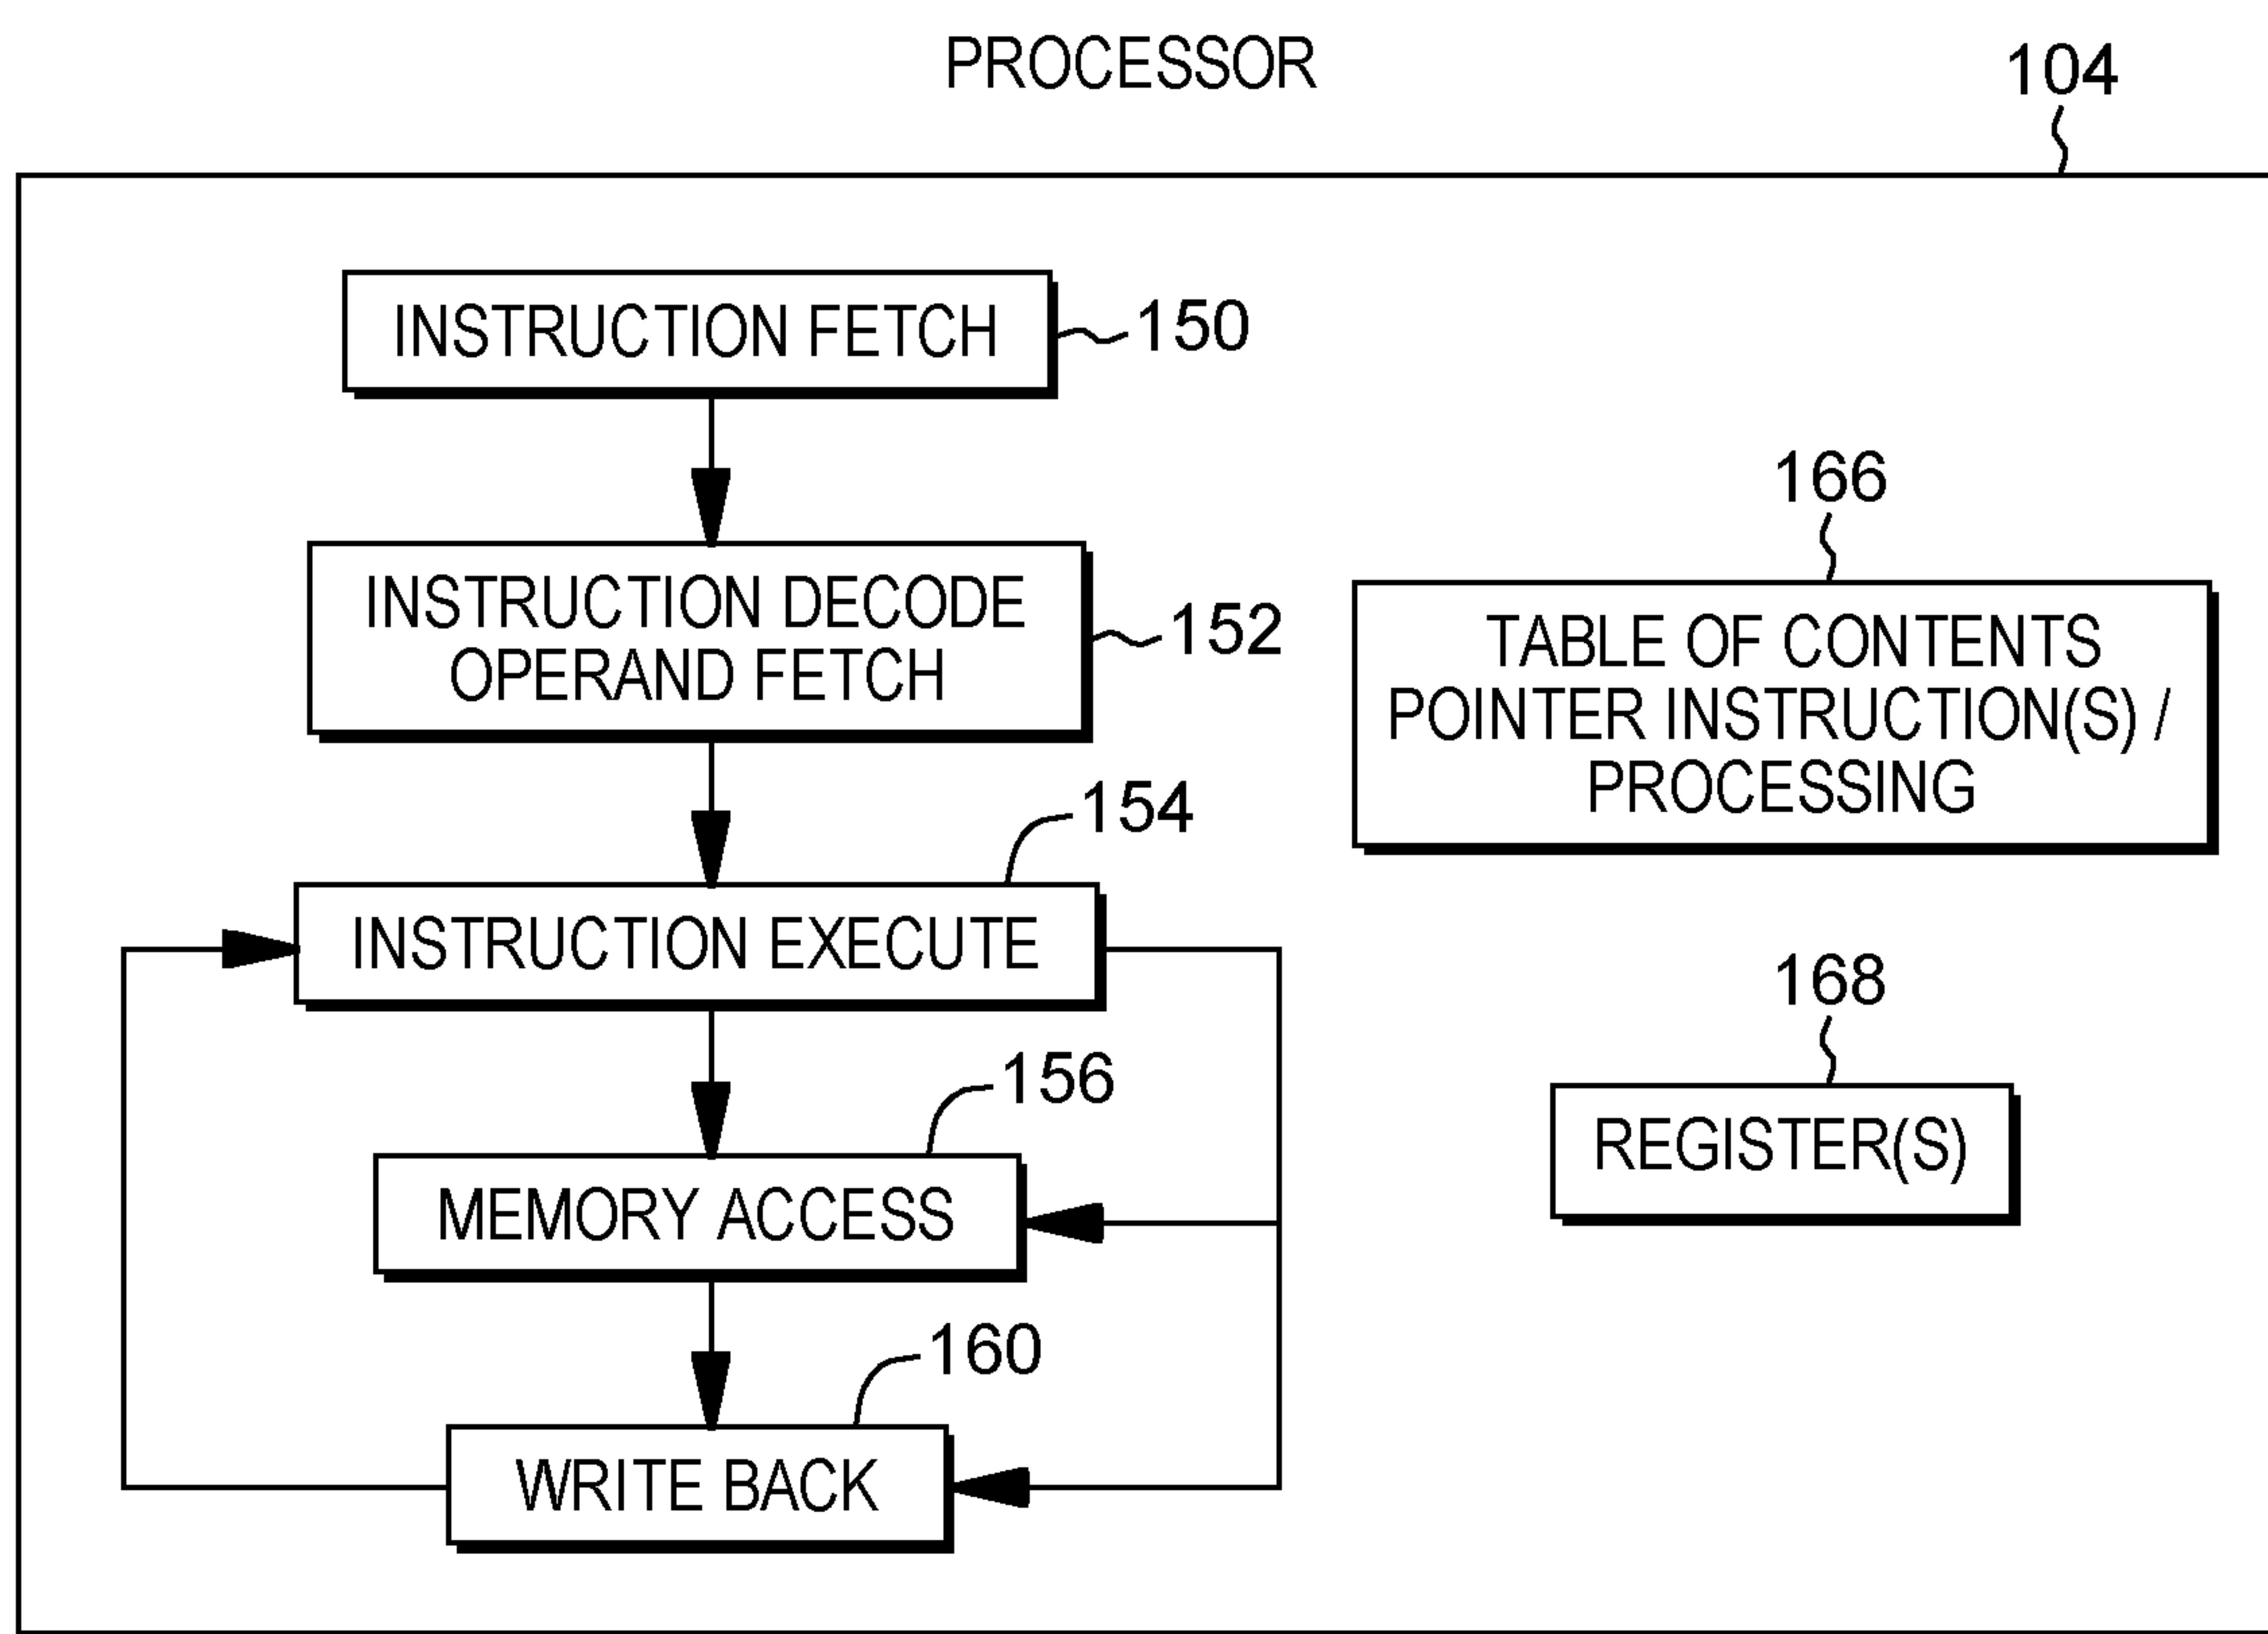 PROCESSOR
104
INSTRUCTION FETCH
150
INSTRUCTION DECODE
OPERAND FETCH
152
154
INSTRUCTION EXECUTE
156
MEMORY ACCESS
160
WRITE BACK
166
TABLE OF CONTENTS
POINTER INSTRUCTION(S) /
PROCESSING
168
REGISTER(S)